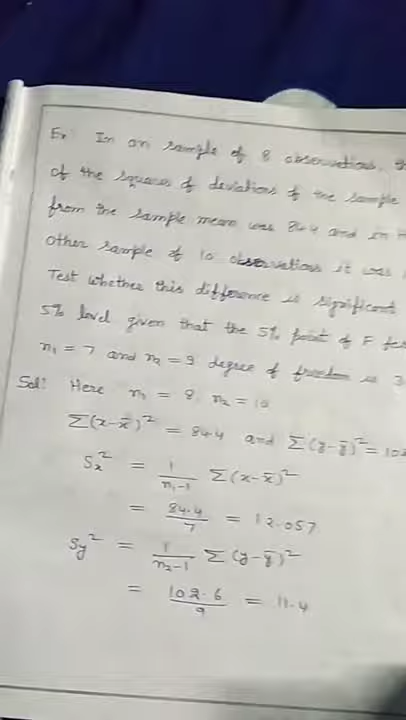 Ex: In an sample of 8 observations,
of the squares of deviations of the sample
from the sample mean was 84.4 and in
other sample of 10 observations it was
Test whether this difference is significant
5% level given that the 5% point of F
n₁ = 7 and n₂ = 9 degree of freedom is 3
Sol: Here n₁ = 8, n₂ = 10
Σ(x-x̄)² = 84.4 and Σ(y-ȳ)² = 102
Sx² = 1/(n₁-1) Σ(x-x̄)²
= 84.4/7 = 12.057
Sy² = 1/(n₂-1) Σ(y-ȳ)²
= 102.6/9 = 11.4